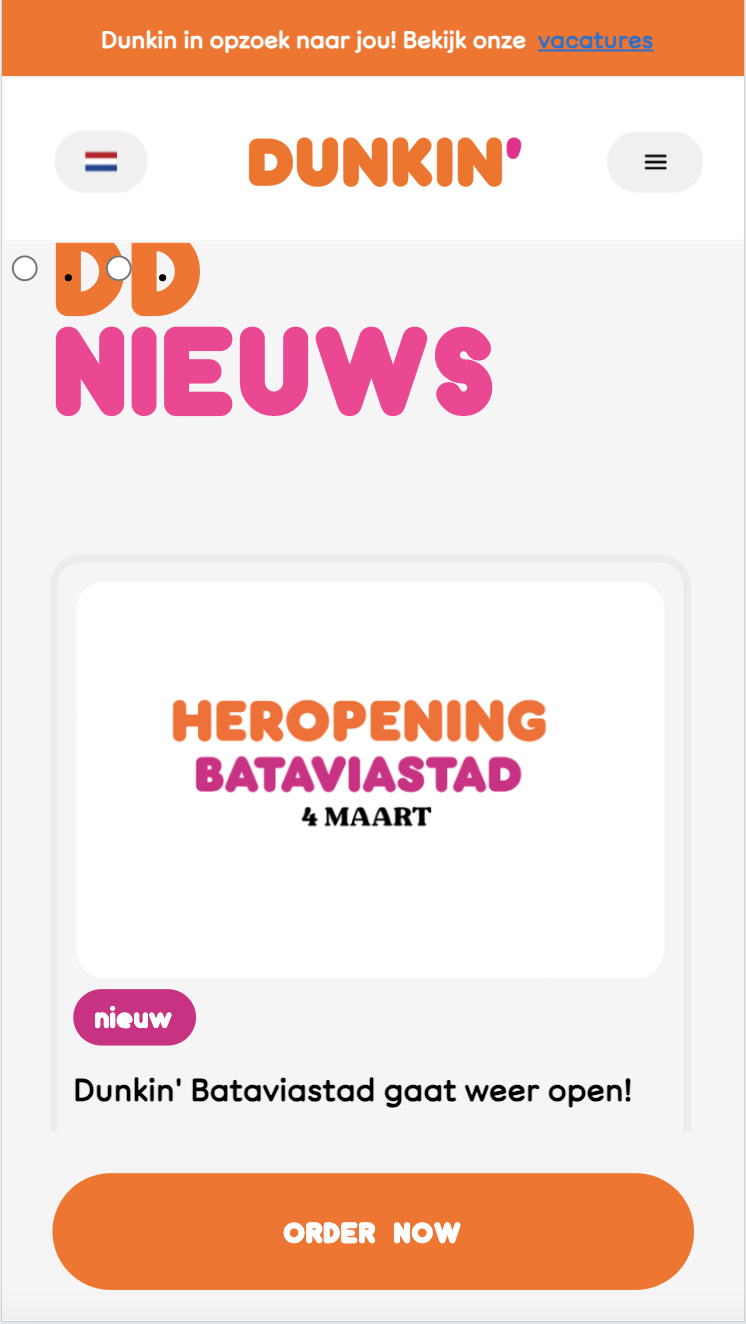 Dunkin in opzoek naar jou! Bekijk onze vacatures
DUNKIN'
DD
NIEUWS
HEROPENING
BATAVIASTAD
4 MAART
nieuw
Dunkin' Bataviastad gaat weer open!
ORDER NOW